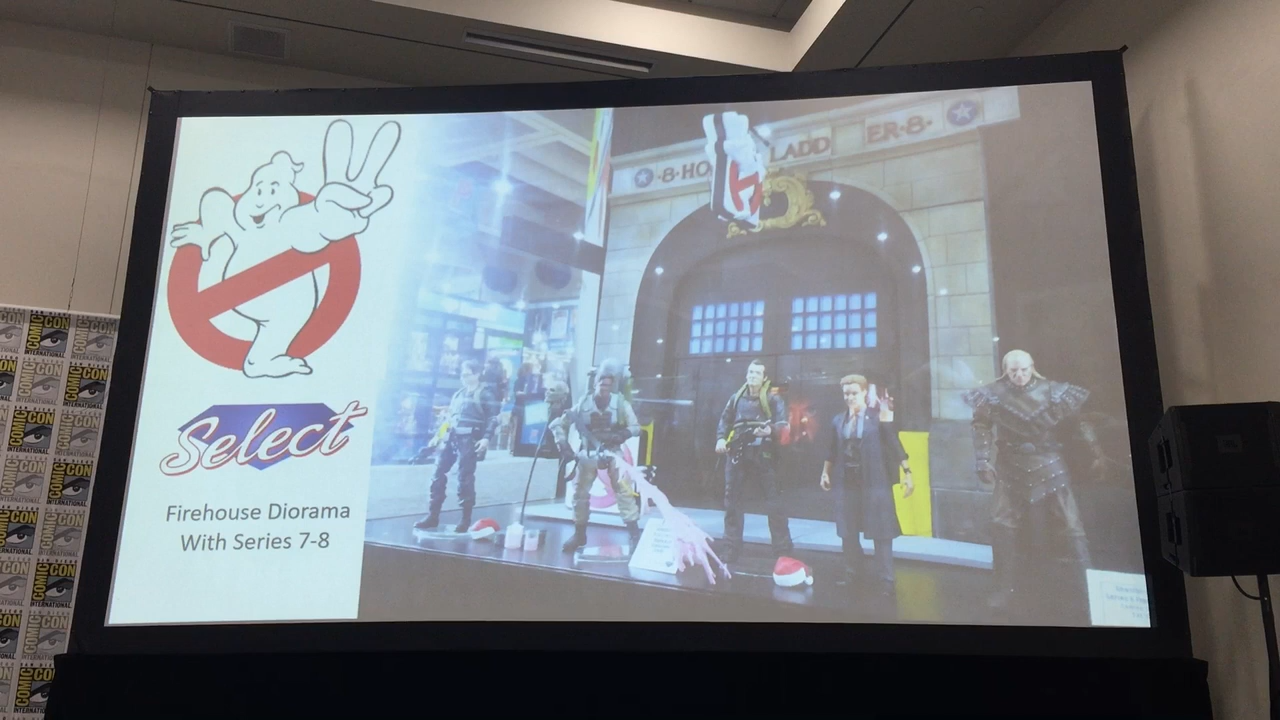 Select
Firehouse Diorama
With Series 7-8
·8·HO
LADD
ER·8·
COMIC
CON
INTERNATIONAL